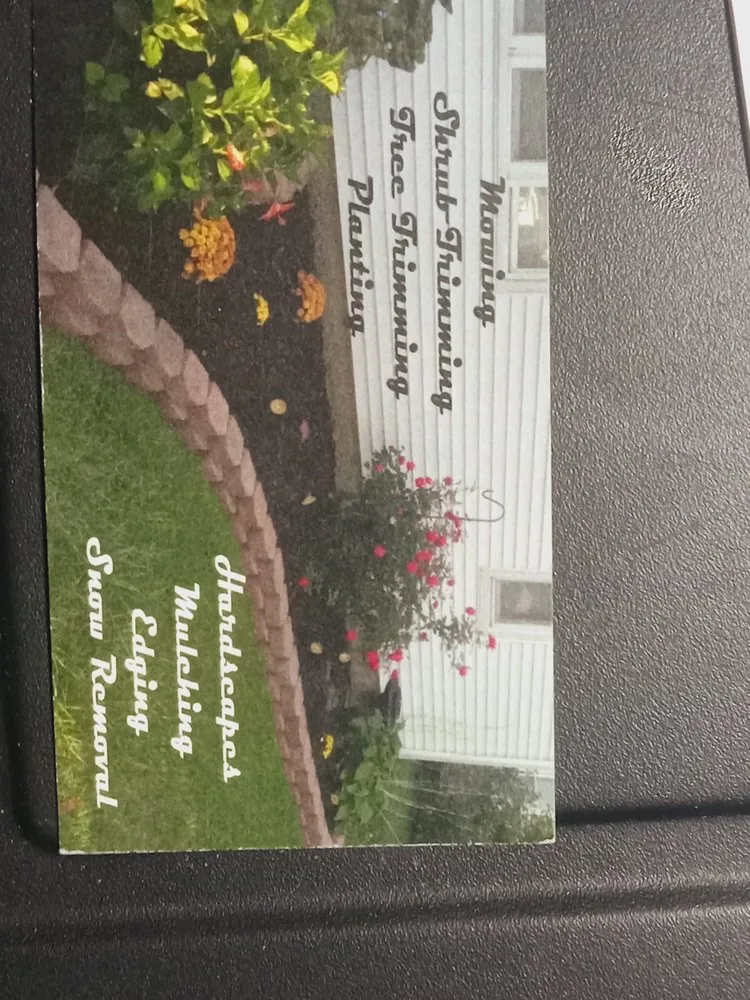 Mowing
Shrub Trimming
Tree Trimming
Planting
Hardscapes
Mulching
Edging
Snow Removal